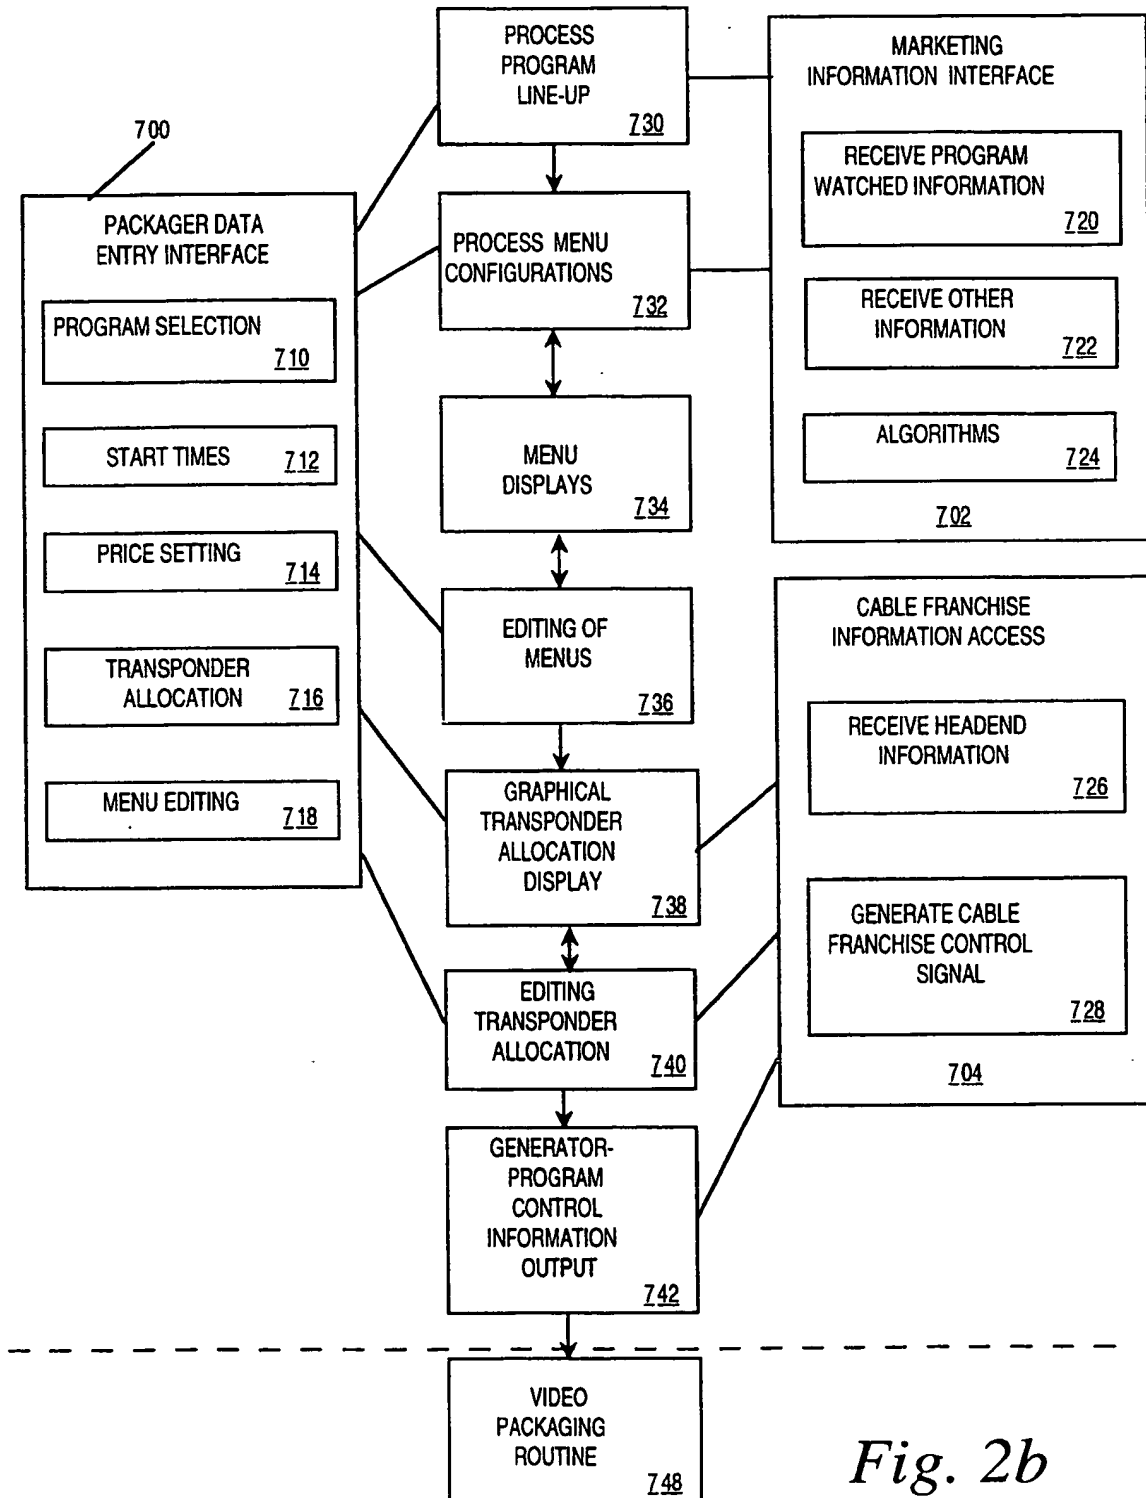 700
PACKAGER DATA
ENTRY INTERFACE
PROGRAM SELECTION
710
START TIMES 712
PRICE SETTING
714
TRANSPONDER
ALLOCATION 716
MENU EDITING 718
PROCESS
PROGRAM
LINE-UP
730
PROCESS MENU
CONFIGURATIONS
732
MENU
DISPLAYS
734
EDITING OF
MENUS
736
GRAPHICAL
TRANSPONDER
ALLOCATION
DISPLAY
738
EDITING
TRANSPONDER
ALLOCATION
740
GENERATOR-
PROGRAM
CONTROL
INFORMATION
OUTPUT
742
VIDEO
PACKAGING
ROUTINE
748
MARKETING
INFORMATION INTERFACE
RECEIVE PROGRAM
WATCHED INFORMATION
720
RECEIVE OTHER
INFORMATION
722
ALGORITHMS
724
702
CABLE FRANCHISE
INFORMATION ACCESS
RECEIVE HEADEND
INFORMATION
726
GENERATE CABLE
FRANCHISE CONTROL
SIGNAL
728
704
Fig. 2b